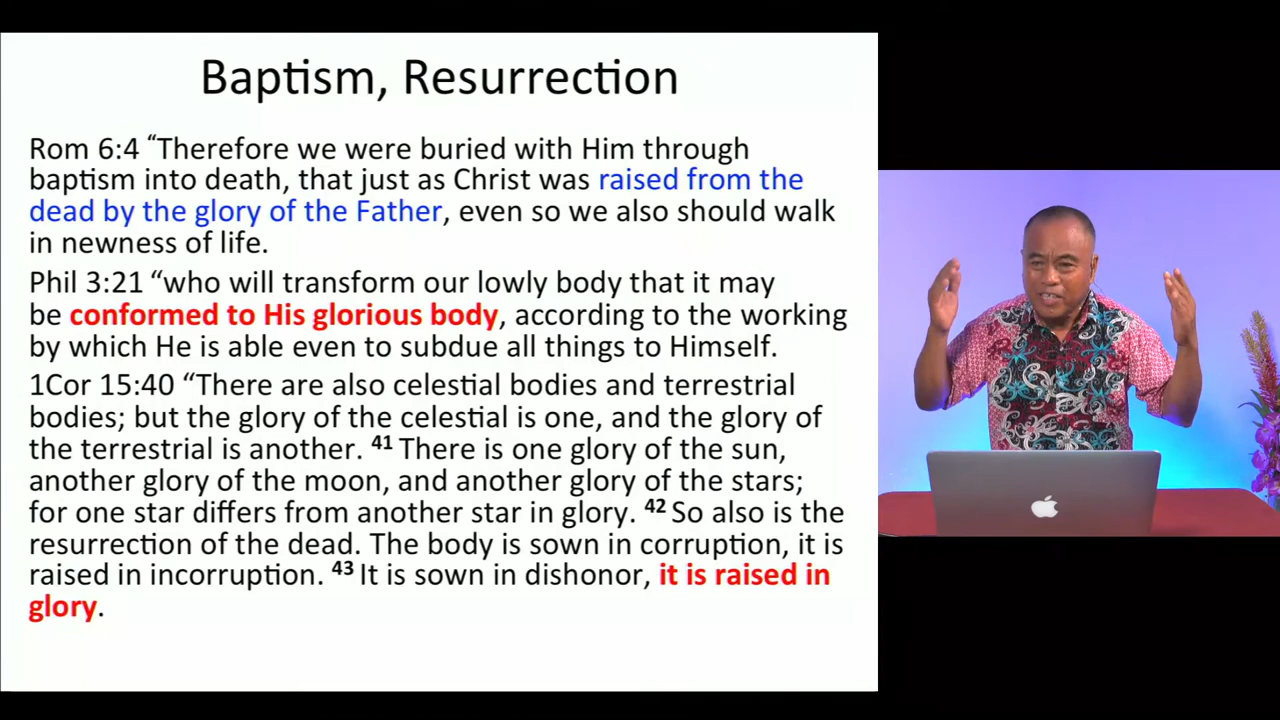 Baptism, Resurrection
Rom 6:4 “Therefore we were buried with Him through
baptism into death, that just as Christ was raised from the
dead by the glory of the Father, even so we also should walk
in newness of life.
Phil 3:21 “who will transform our lowly body that it may
be conformed to His glorious body, according to the working
by which He is able even to subdue all things to Himself.
1Cor 15:40 “There are also celestial bodies and terrestrial
bodies; but the glory of the celestial is one, and the glory of
the terrestrial is another. 41 There is one glory of the sun,
another glory of the moon, and another glory of the stars;
for one star differs from another star in glory. 42 So also is the
resurrection of the dead. The body is sown in corruption, it is
raised in incorruption. 43 It is sown in dishonor, it is raised in
glory.